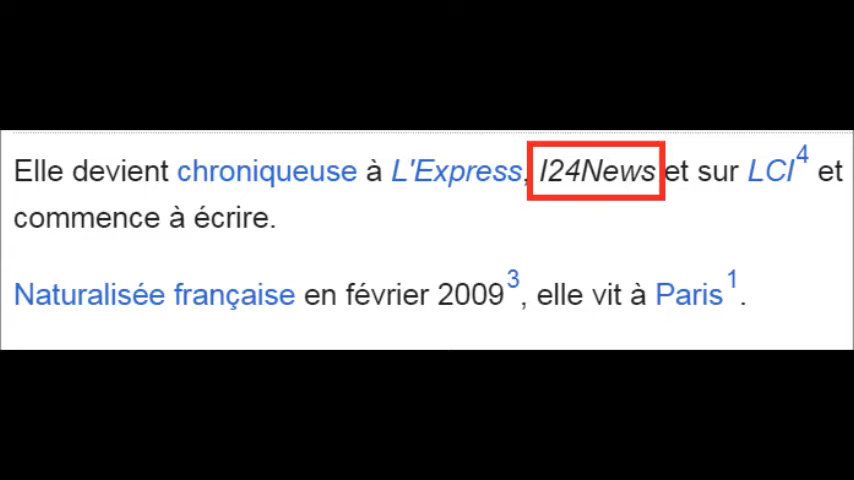 Elle devient chroniqueuse à L'Express, I24News et sur LCI4 et
commence à écrire.
Naturalisée française en février 20093, elle vit à Paris1.